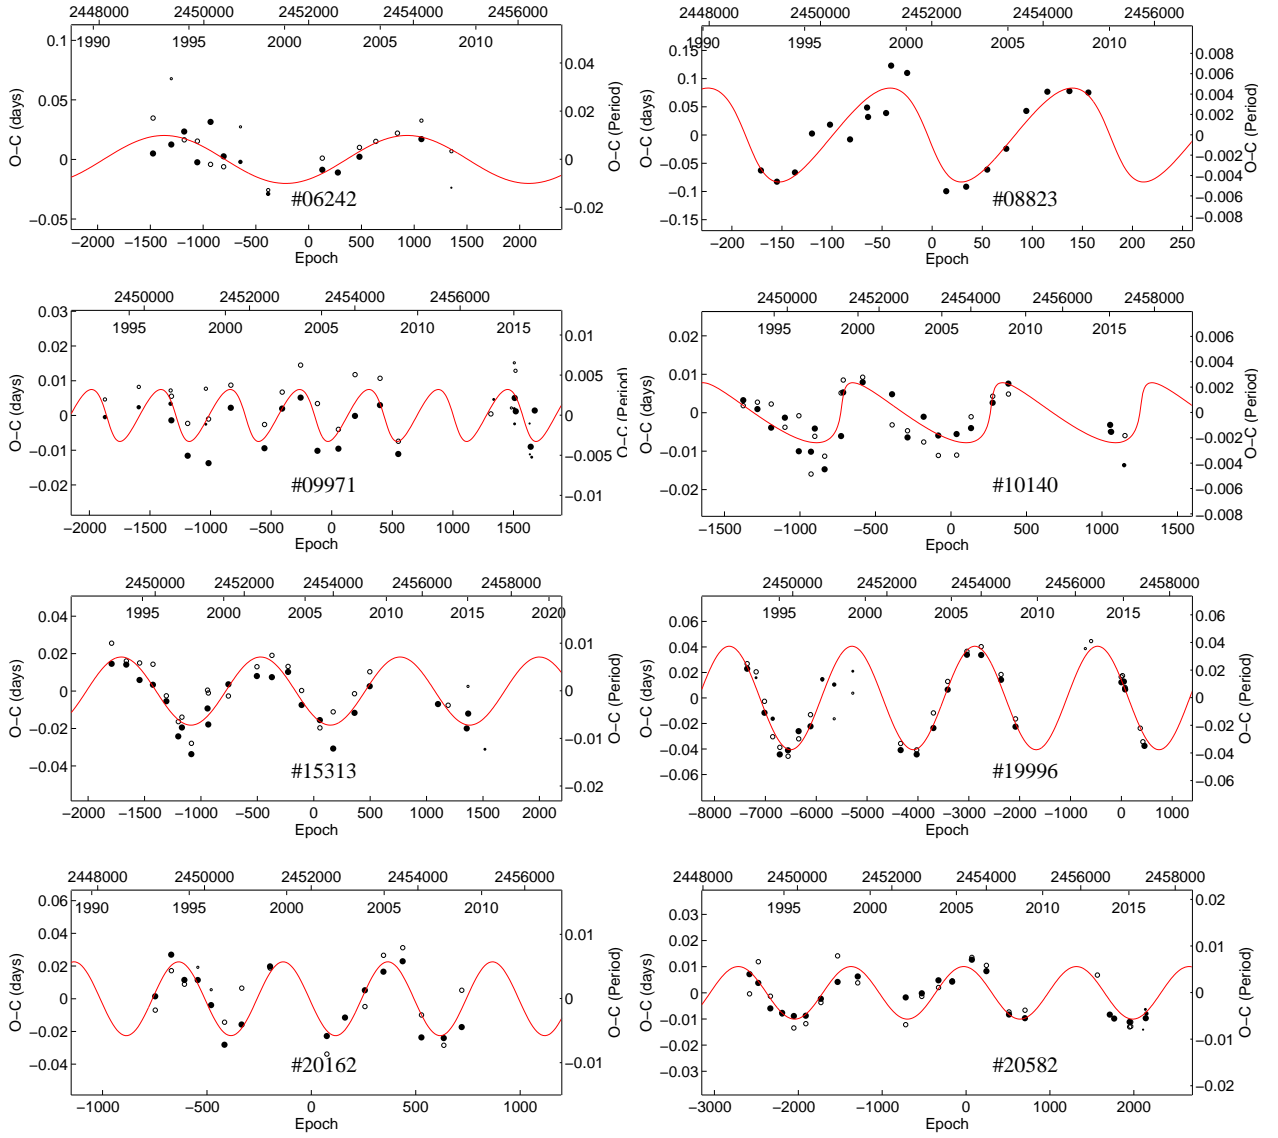 2448000 2450000 2452000 2454000 2456000
1990 1995 2000 2005 2010
0.1 0.05 0 −0.05
O−C (days)
0.04 0.02 0 −0.02
O−C (Period)
#06242
−2000 −1500 −1000 −500 0 500 1000 1500 2000
Epoch
2448000 2450000 2452000 2454000 2456000
1990 1995 2000 2005 2010
0.15 0.1 0.05 0 −0.05 −0.1 −0.15
O−C (days)
0.008 0.006 0.004 0.002 0 −0.002 −0.004 −0.006 −0.008
O−C (Period)
#08823
−200 −150 −100 −50 0 50 100 150 200 250
Epoch
2450000 2452000 2454000 2456000
1995 2000 2005 2010 2015
0.03 0.02 0.01 0 −0.01 −0.02
O−C (days)
0.01 0.005 0 −0.005 −0.01
O−C (Period)
#09971
−2000 −1500 −1000 −500 0 500 1000 1500
Epoch
2450000 2452000 2454000 2456000 2458000
1995 2000 2005 2010 2015
0.02 0.01 0 −0.01 −0.02
O−C (days)
0.006 0.004 0.002 0 −0.002 −0.004 −0.006 −0.008
O−C (Period)
#10140
−1500 −1000 −500 0 500 1000 1500
Epoch
2450000 2452000 2454000 2456000 2458000
1995 2000 2005 2010 2015 2020
0.04 0.02 0 −0.02 −0.04
O−C (days)
0.01 0 −0.01 −0.02
O−C (Period)
#15313
−2000 −1500 −1000 −500 0 500 1000 1500 2000
Epoch
2450000 2452000 2454000 2456000 2458000
1995 2000 2005 2010 2015
0.06 0.04 0.02 0 −0.02 −0.04 −0.06
O−C (days)
0.06 0.04 0.02 0 −0.02 −0.04 −0.06
O−C (Period)
#19996
−8000 −7000 −6000 −5000 −4000 −3000 −2000 −1000 0 1000
Epoch
2448000 2450000 2452000 2454000 2456000
1990 1995 2000 2005 2010
0.06 0.04 0.02 0 −0.02 −0.04
O−C (days)
0.01 0 −0.01
O−C (Period)
#20162
−1000 −500 0 500 1000
Epoch
2448000 2450000 2452000 2454000 2456000 2458000
1995 2000 2005 2010 2015
0.03 0.02 0.01 0 −0.01 −0.02 −0.03
O−C (days)
0.02 0.01 0 −0.01 −0.02
O−C (Period)
#20582
−3000 −2000 −1000 0 1000 2000
Epoch